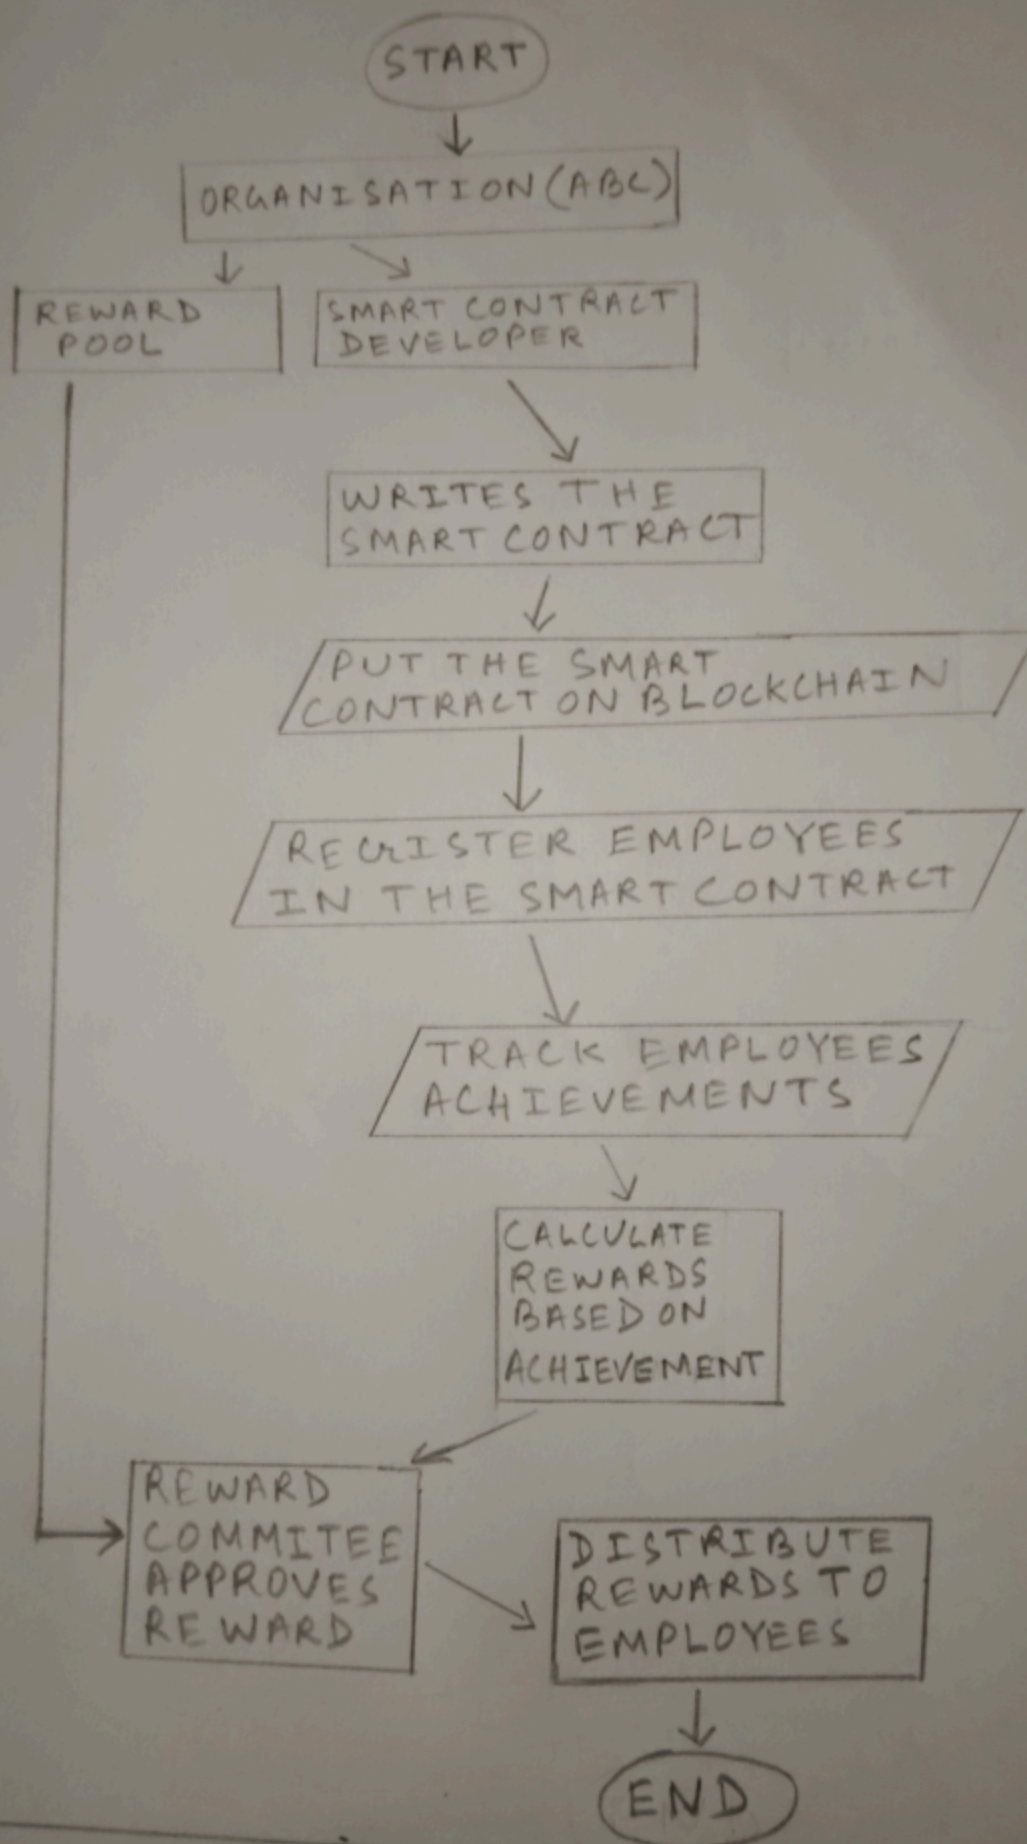 START
ORGANISATION (ABC)
REWARD
POOL
SMART CONTRACT
DEVELOPER
WRITES THE
SMART CONTRACT
PUT THE SMART
CONTRACT ON BLOCKCHAIN
REGISTER EMPLOYEES
IN THE SMART CONTRACT
TRACK EMPLOYEES
ACHIEVEMENTS
CALCULATE
REWARDS
BASED ON
ACHIEVEMENT
REWARD
COMMITEE
APPROVES
REWARD
DISTRIBUTE
REWARDS TO
EMPLOYEES
END